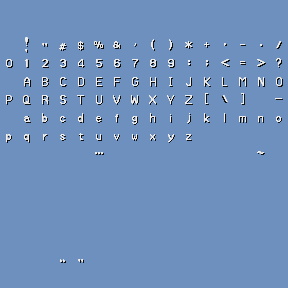 ! " # $ % & ' ( ) * + , - . /
0 1 2 3 4 5 6 7 8 9 : ; < = > ?
A B C D E F G H I J K L M N O
P Q R S T U V W X Y Z [ \ ] -
a b c d e f g h i j k l m n o
p q r s t u v w x y z
… ~
" "